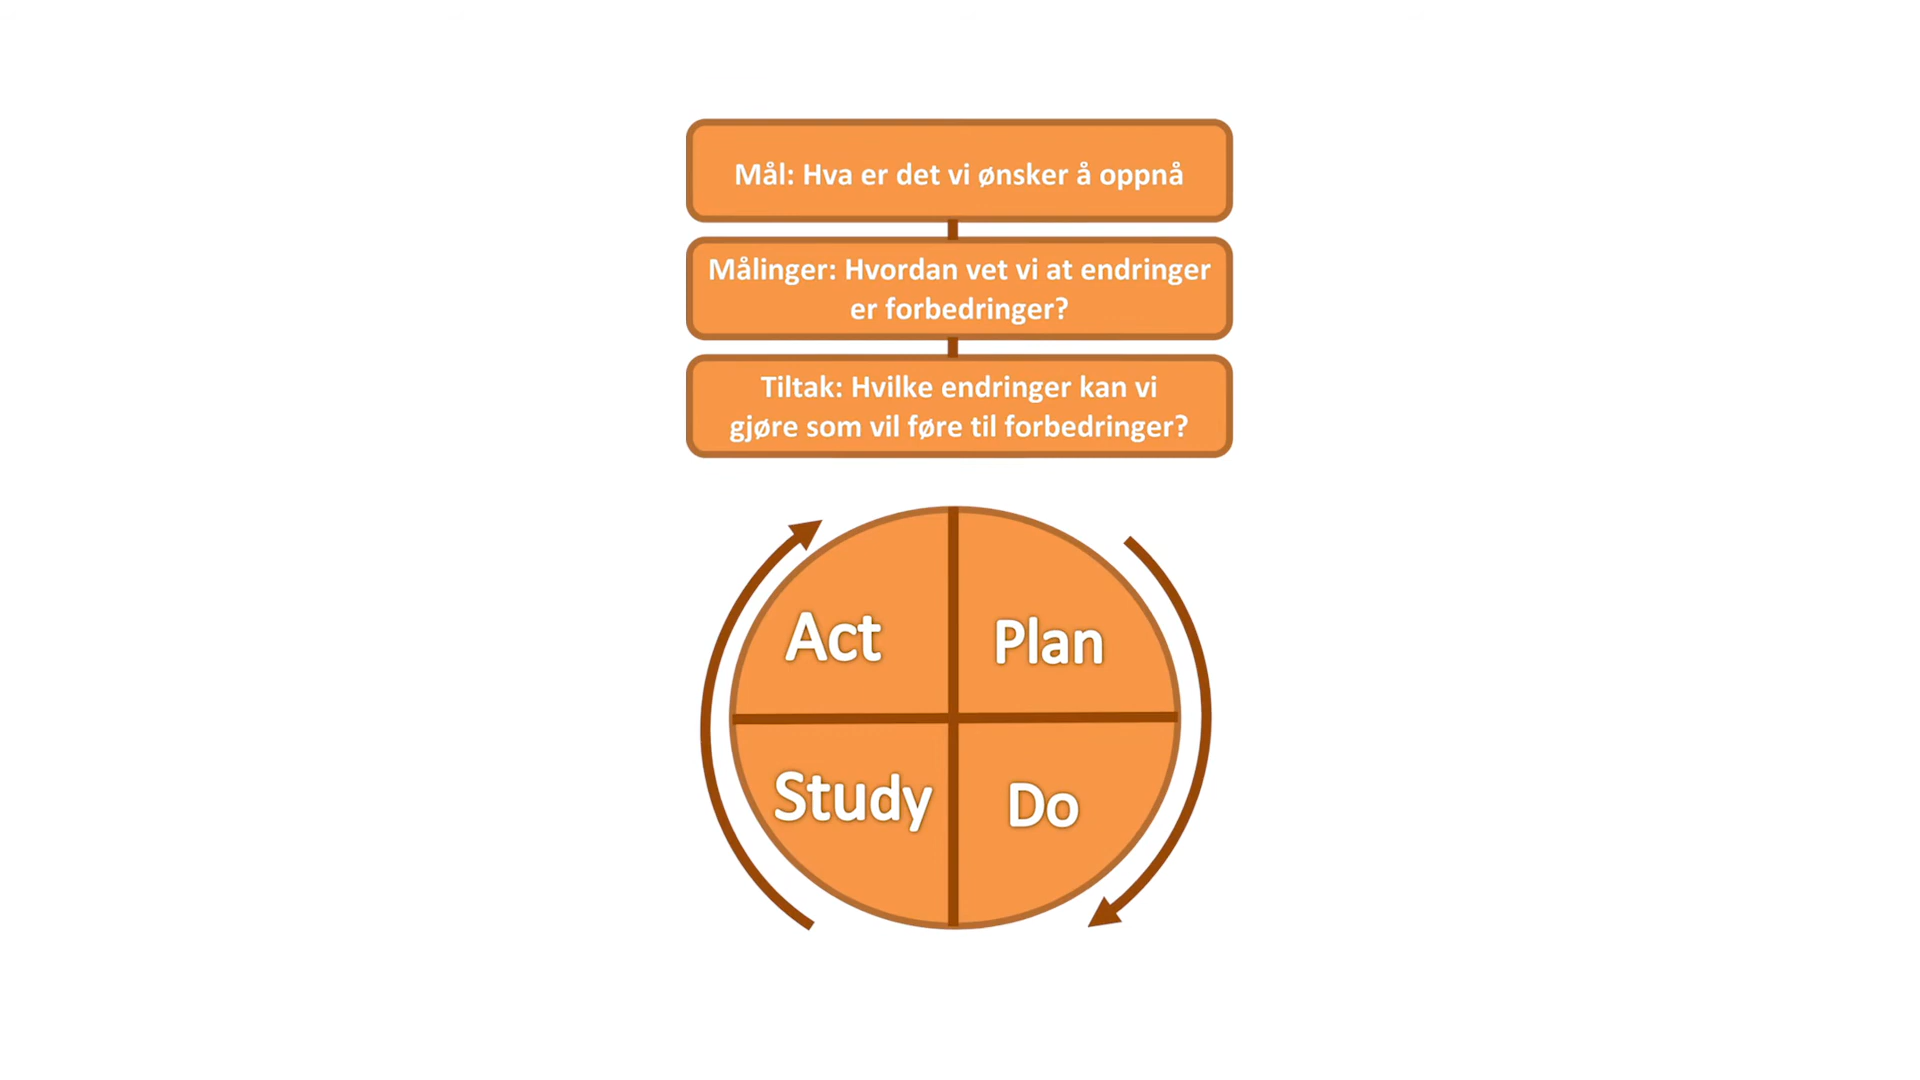 Mål: Hva er det vi ønsker å oppnå
Målinger: Hvordan vet vi at endringer
er forbedringer?
Tiltak: Hvilke endringer kan vi
gjøre som vil føre til forbedringer?
Act
Plan
Study
Do